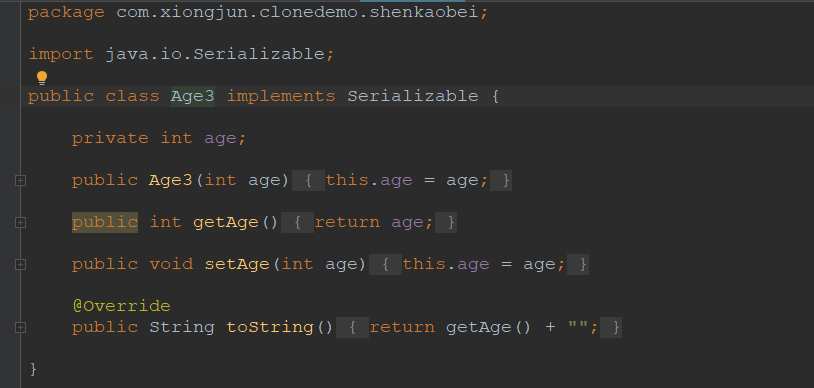 package com.xiongjun.clonedemo.shenkaobei;
import java.io.Serializable;
public class Age3 implements Serializable {
private int age;
public Age3(int age) { this.age = age; }
public int getAge() { return age; }
public void setAge(int age) { this.age = age; }
@Override
public String toString() { return getAge() + ""; }
}